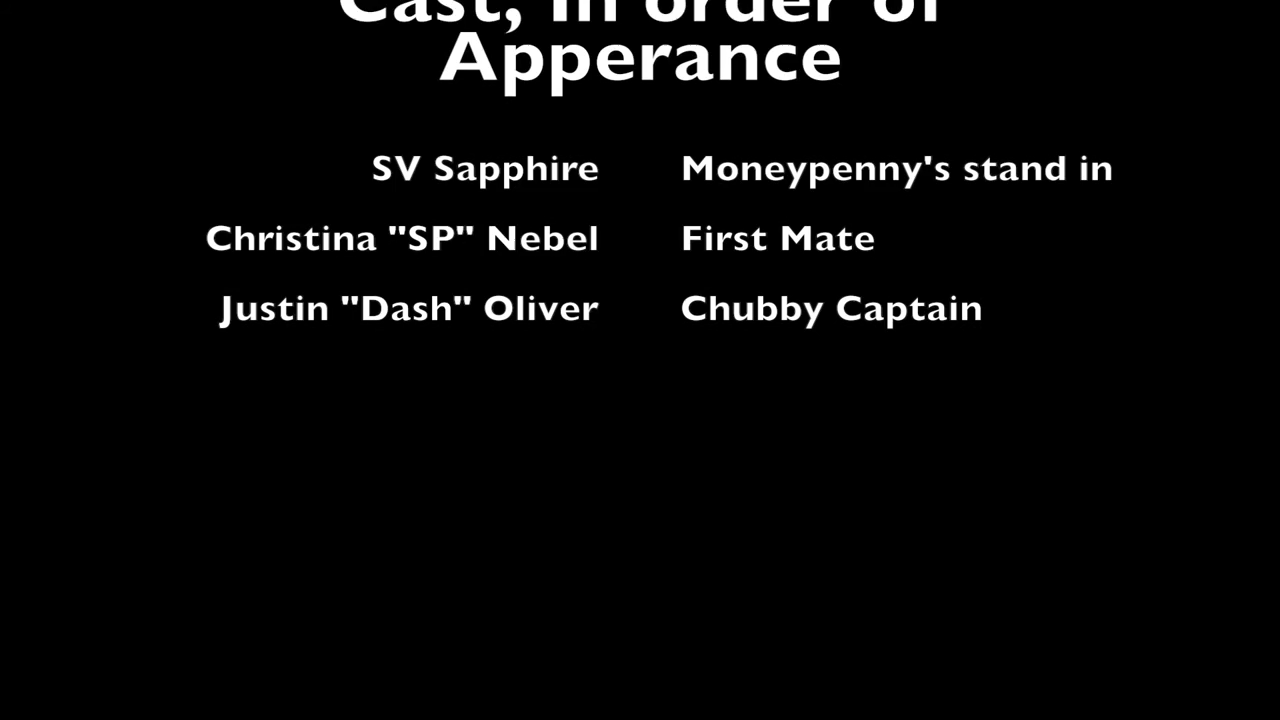 Cast, in order of
Apperance
SV Sapphire Moneypenny's stand in
Christina "SP" Nebel First Mate
Justin "Dash" Oliver Chubby Captain